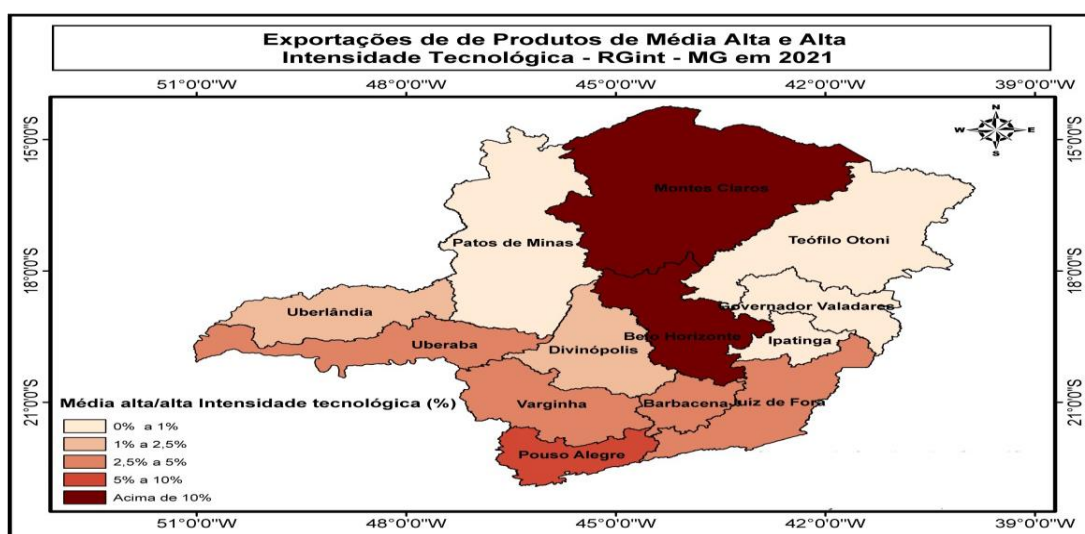 Exportações de de Produtos de Média Alta e Alta
Intensidade Tecnológica - RGint - MG em 2021
51°0'0"W 48°0'0"W 45°0'0"W 42°0'0"W 39°0'0"W
N
W E
S
15°0'0"S 15°0'0"S
Montes Claros
Patos de Minas
Teófilo Otoni
18°0'0"S 18°0'0"S
Governador Valadares
Uberlândia
Belo Horizonte
Ipatinga
Uberaba
Divinópolis
21°0'0"S 21°0'0"S
Varginha
Barbacena
Juiz de Fora
Pouso Alegre
Média alta/alta Intensidade tecnológica (%)
0% a 1%
1% a 2,5%
2,5% a 5%
5% a 10%
Acima de 10%
51°0'0"W 48°0'0"W 45°0'0"W 42°0'0"W 39°0'0"W